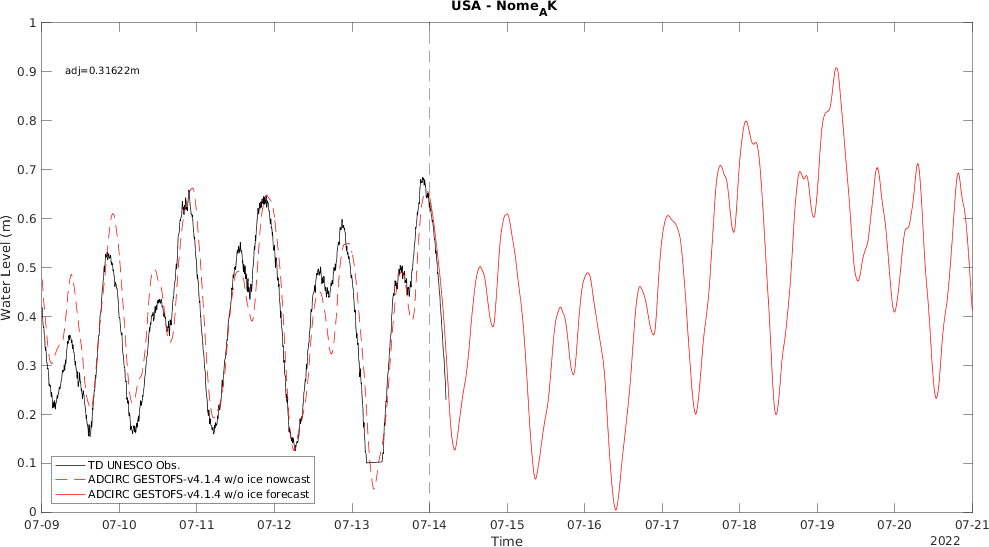 USA - Nome_AK
adj=0.31622m
Water Level (m)
1
0.9
0.8
0.7
0.6
0.5
0.4
0.3
0.2
0.1
0
TD UNESCO Obs.
ADCIRC GESTOFS-v4.1.4 w/o ice nowcast
ADCIRC GESTOFS-v4.1.4 w/o ice forecast
07-09 07-10 07-11 07-12 07-13 07-14 07-15 07-16 07-17 07-18 07-19 07-20 07-21
Time
2022